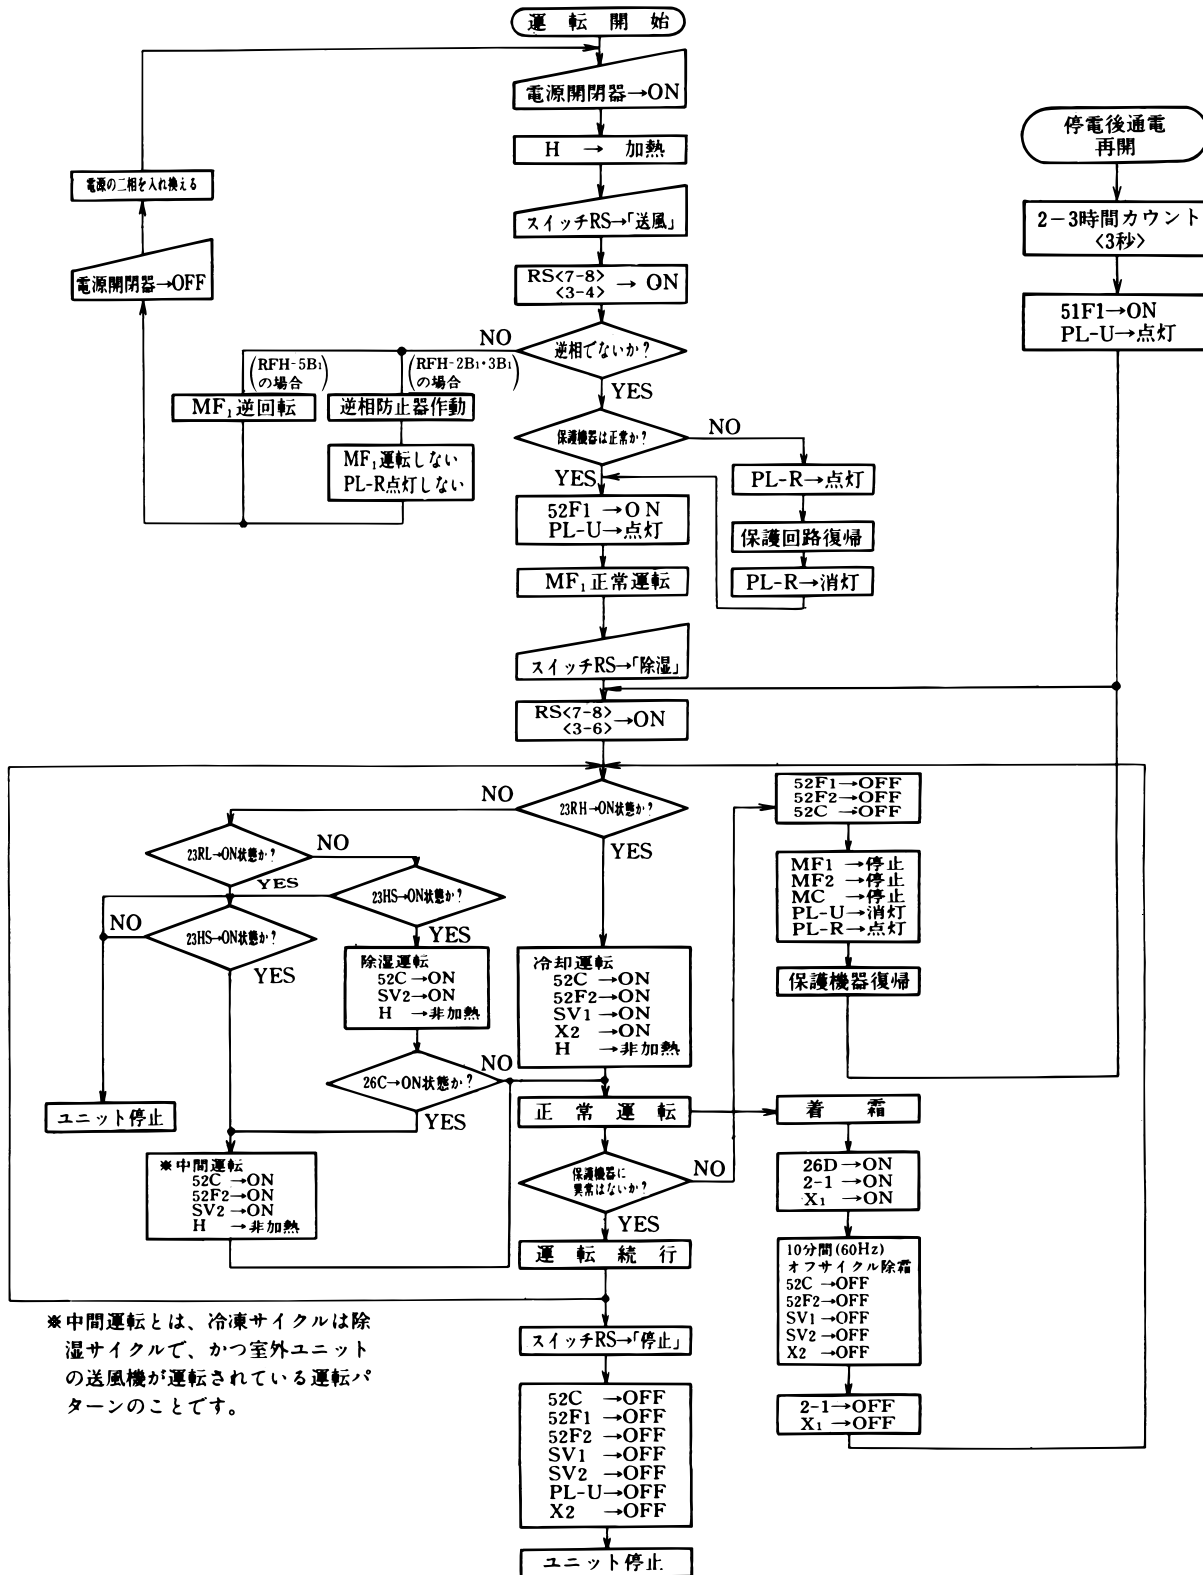 運転開始
電源開閉器→ON
H → 加熱
スイッチRS→「送風」
RS<7-8>
<3-4> → ON
逆相でないか?
NO
YES
(RFH-5B₁の場合)
(RFH-2B₁・3B₁の場合)
MF₁逆回転
逆相防止器作動
MF₁運転しない
PL-R点灯しない
電源開閉器→OFF
電源の二相を入れ換える
保護機器は正常か?
NO
YES
PL-R→点灯
保護回路復帰
PL-R→消灯
52F1 →ON
PL-U→点灯
MF₁正常運転
スイッチRS→「除湿」
RS<7-8>
<3-6> →ON
停電後通電
再開
2-3時間カウント
<3秒>
51F1→ON
PL-U→点灯
23RH→ON状態か?
NO
YES
23RL→ON状態か?
NO
YES
23HS→ON状態か?
YES
23HS→ON状態か?
NO
YES
除湿運転
52C →ON
SV2→ON
H →非加熱
26C→ON状態か?
NO
YES
ユニット停止
※中間運転
52C →ON
52F2→ON
SV2→ON
H →非加熱
冷却運転
52C →ON
52F2→ON
SV1 →ON
X2 →ON
H →非加熱
正常運転
保護機器に
異常はないか?
NO
YES
運転続行
52F1→OFF
52F2→OFF
52C →OFF
MF1 →停止
MF2 →停止
MC →停止
PL-U→消灯
PL-R→点灯
保護機器復帰
着霜
26D→ON
2-1→ON
X₁ →ON
10分間(60Hz)
オフサイクル除霜
52C →OFF
52F2→OFF
SV1 →OFF
SV2 →OFF
X2 →OFF
2-1→OFF
X₁ →OFF
スイッチRS→「停止」
52C →OFF
52F1 →OFF
52F2 →OFF
SV1 →OFF
SV2 →OFF
PL-U→OFF
X2 →OFF
ユニット停止
※中間運転とは、冷凍サイクルは除
湿サイクルで、かつ室外ユニット
の送風機が運転されている運転パ
ターンのことです。